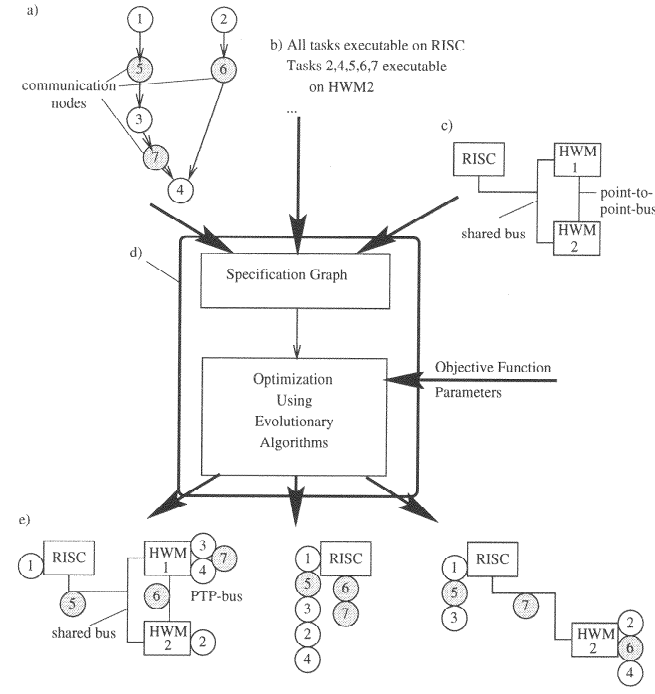 a)
1
2
5
6
communication
nodes
3
7
4
b) All tasks executable on RISC
Tasks 2,4,5,6,7 executable
on HWM2
...
c)
RISC
HWM
1
point-to-
point-bus
shared bus
HWM
2
d)
Specification Graph
Optimization
Using
Evolutionary
Algorithms
Objective Function
Parameters
e)
1
RISC
5
shared bus
HWM
1
3
4
7
6
PTP-bus
HWM
2
2
RISC
1
5
3
2
4
6
7
RISC
1
5
3
7
HWM
2
2
6
4